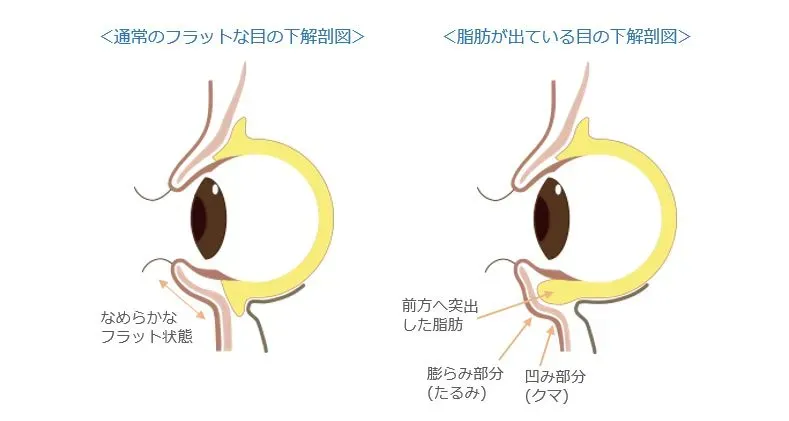 ＜通常のフラットな目の下解剖図＞
＜脂肪が出ている目の下解剖図＞
なめらかな
フラット状態
前方へ突出
した脂肪
膨らみ部分
(たるみ)
凹み部分
(クマ)